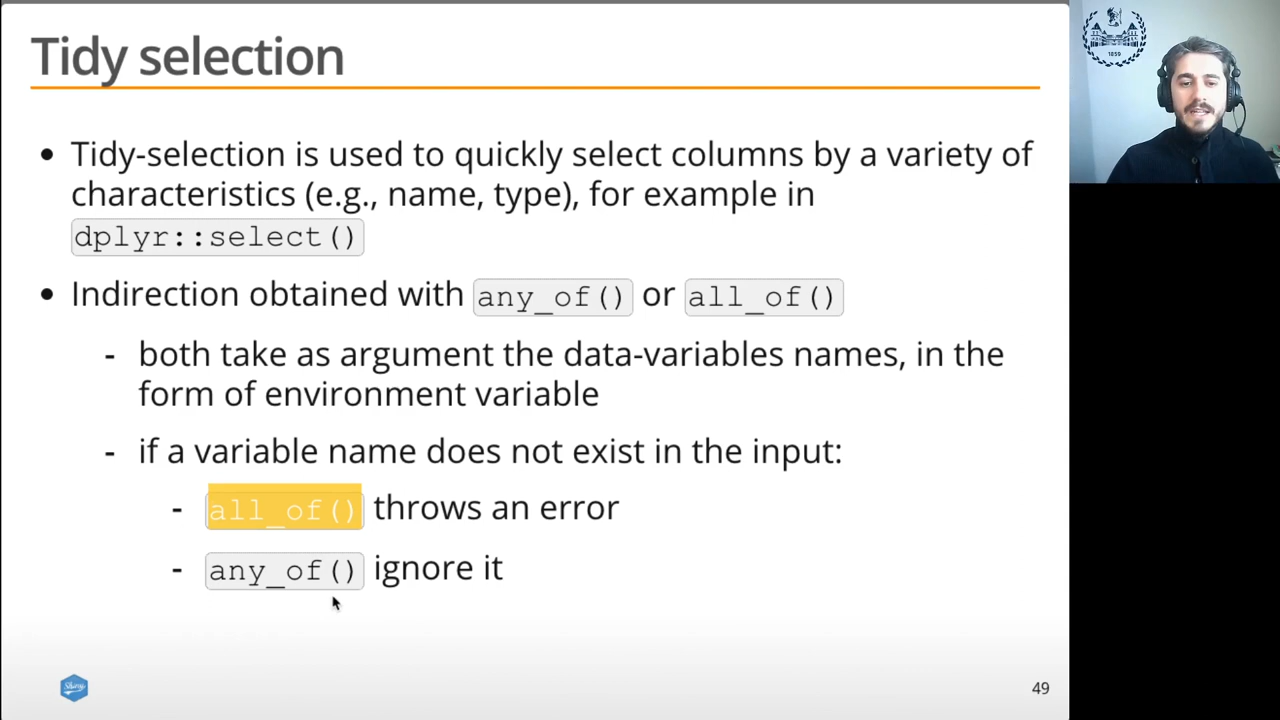 Tidy selection
• Tidy-selection is used to quickly select columns by a variety of
characteristics (e.g., name, type), for example in
dplyr::select()
• Indirection obtained with any_of() or all_of()
- both take as argument the data-variables names, in the
form of environment variable
- if a variable name does not exist in the input:
- all_of() throws an error
- any_of() ignore it
Shiny
49
1859